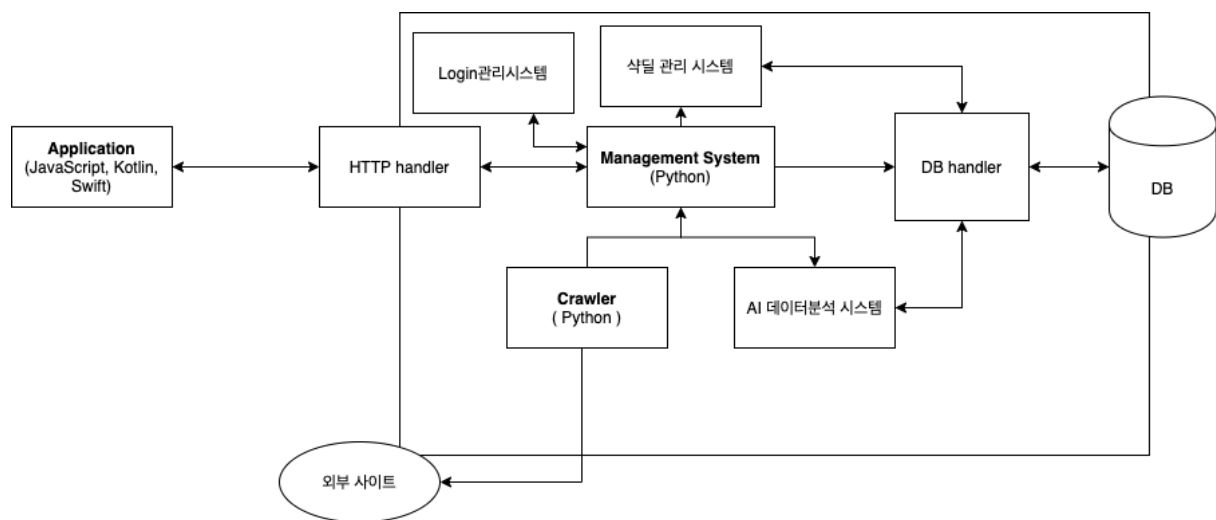 Login관리시스템
샥딜 관리 시스템
Application
(JavaScript, Kotlin,
Swift)
HTTP handler
Management System
(Python)
DB handler
DB
Crawler
( Python )
AI 데이터분석 시스템
외부 사이트